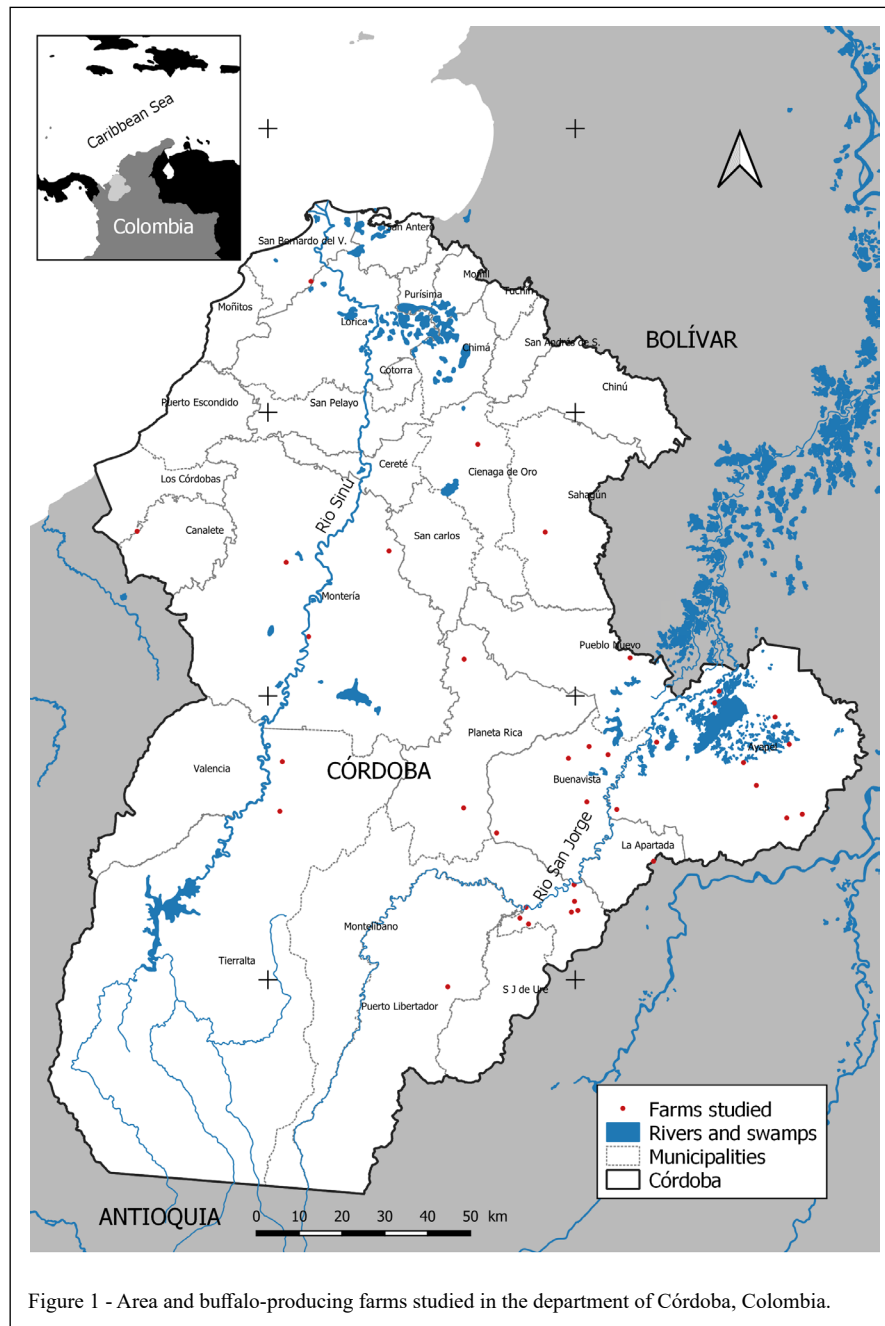 Caribbean Sea
Colombia
San Antero
San Bernardo del V.
Momil
Tuchín
Purísima
Moñitos
Lorica
San Andrés de S.
BOLÍVAR
Chimá
Cotorra
Chinú
Puerto Escondido
San Pelayo
Cereté
Cienaga de Oro
Los Córdobas
Sahagún
Rio Sinú
Canalete
San carlos
Montería
Pueblo Nuevo
Planeta Rica
Ayapel
Valencia
CÓRDOBA
Buenavista
Rio San Jorge
La Apartada
Montelíbano
Tierralta
S J de Uré
Puerto Libertador
Farms studied
Rivers and swamps
Municipalities
Córdoba
ANTIOQUIA
0 10 20 30 40 50 km
Figure 1 - Area and buffalo-producing farms studied in the department of Córdoba, Colombia.